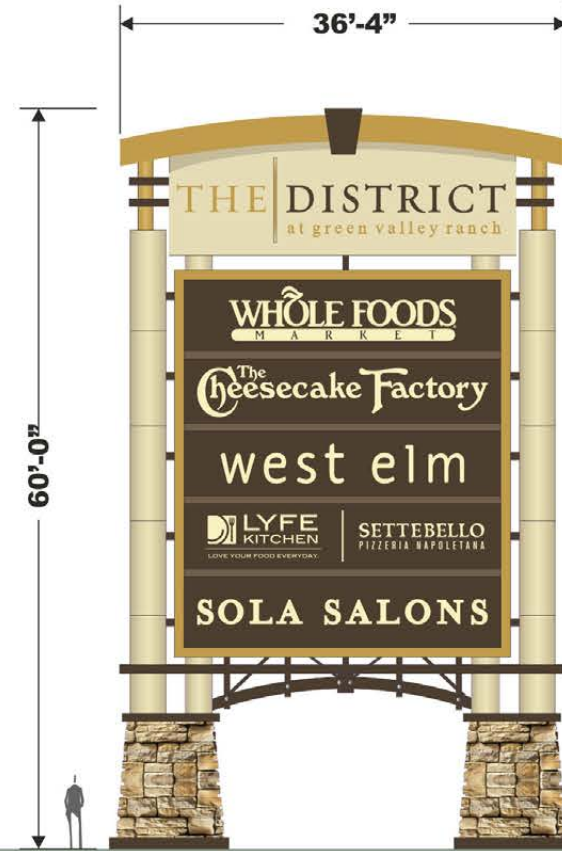 36'-4"
60'-0"
THE DISTRICT
at green valley ranch
WHOLE FOODS
MARKET
The
Cheesecake Factory
west elm
LYFE
KITCHEN
LOVE YOUR FOOD EVERYDAY.
SETTEBELLO
PIZZERIA NAPOLETANA
SOLA SALONS